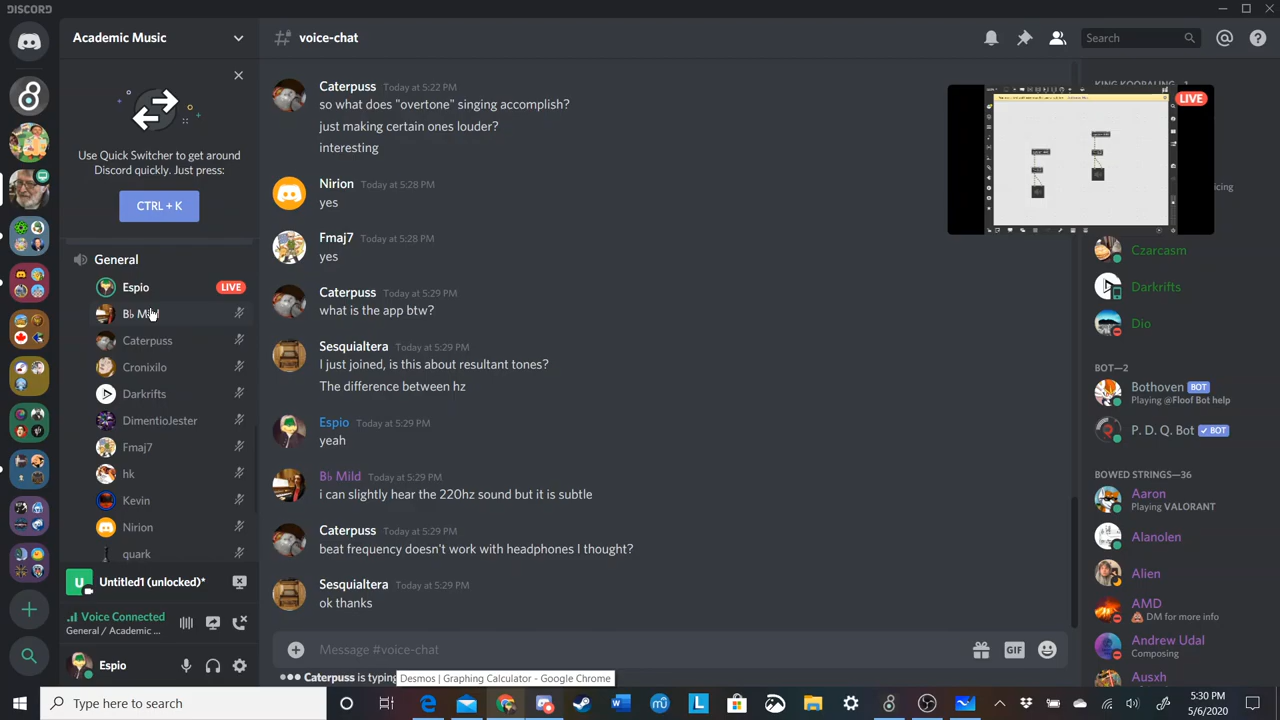 DISCORD
Academic Music
voice-chat
Search
Use Quick Switcher to get around
Discord quickly. Just press:
CTRL + K
General
Espio LIVE
B♭ Mild
Caterpuss
Cronixilo
Darkrifts
DimentioJester
Fmaj7
hk
Kevin
Nirion
quark
Untitled1 (unlocked)*
Voice Connected
General / Academic ...
Espio
Caterpuss Today at 5:22 PM
so what does "overtone" singing accomplish?
just making certain ones louder?
interesting
Nirion Today at 5:28 PM
yes
Fmaj7 Today at 5:28 PM
yes
Caterpuss Today at 5:29 PM
what is the app btw?
Sesquialtera Today at 5:29 PM
I just joined, is this about resultant tones?
The difference between hz
Espio Today at 5:29 PM
yeah
B♭ Mild Today at 5:29 PM
i can slightly hear the 220hz sound but it is subtle
Caterpuss Today at 5:29 PM
beat frequency doesn't work with headphones I thought?
Sesquialtera Today at 5:29 PM
ok thanks
Message #voice-chat
GIF
Caterpuss is typing
Desmos | Graphing Calculator - Google Chrome
LIVE
Czarcasm
Darkrifts
Dio
BOT—2
Bothoven BOT
Playing @Floof Bot help
P. D. Q. Bot ✓ BOT
BOWED STRINGS—36
Aaron
Playing VALORANT
Alanolen
Alien
AMD
DM for more info
Andrew Udal
Composing
Ausxh
Type here to search
5:30 PM
5/6/2020